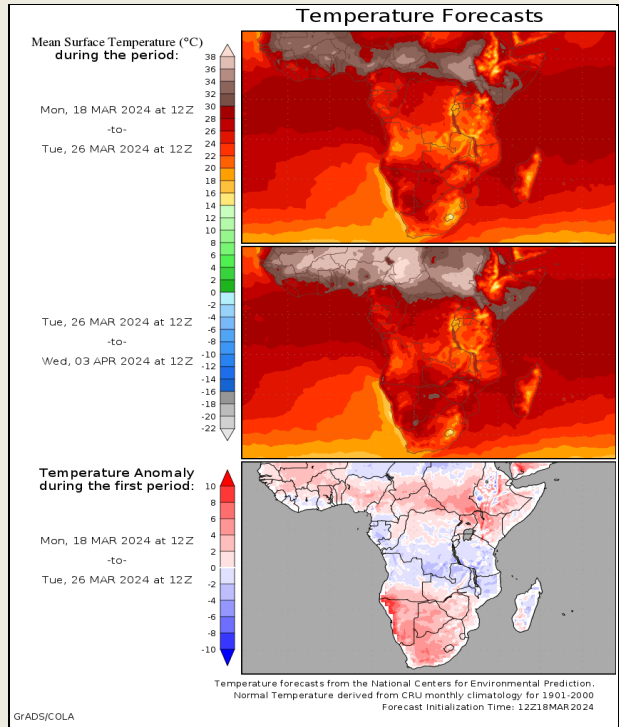 Temperature Forecasts
Mean Surface Temperature (°C)
during the period:
Mon, 18 MAR 2024 at 12Z
-to-
Tue, 26 MAR 2024 at 12Z
38
36
34
32
30
28
26
24
22
20
18
16
14
12
10
8
6
4
2
0
-2
-4
-6
-8
-10
-12
-14
-16
-18
-20
-22
Tue, 26 MAR 2024 at 12Z
-to-
Wed, 03 APR 2024 at 12Z
Temperature Anomaly
during the first period:
Mon, 18 MAR 2024 at 12Z
-to-
Tue, 26 MAR 2024 at 12Z
10
8
6
4
2
0
-2
-4
-6
-8
-10
Temperature forecasts from the National Centers for Environmental Prediction.
Normal Temperature derived from CRU monthly climatology for 1901-2000
Forecast Initialization Time: 12Z18MAR2024
GrADS/COLA